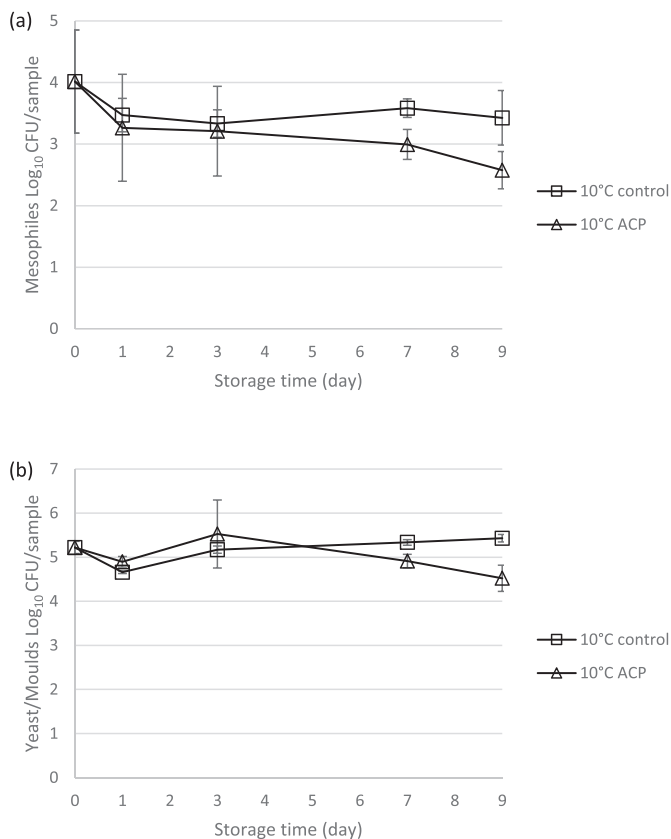 (a)
5
4
3
2
1
0
Mesophiles Log10 CFU/sample
0 1 2 3 4 5 6 7 8 9
Storage time (day)
10°C control
10°C ACP
(b)
7
6
5
4
3
2
1
0
Yeast/Moulds Log10 CFU/sample
0 1 2 3 4 5 6 7 8 9
Storage time (day)
10°C control
10°C ACP